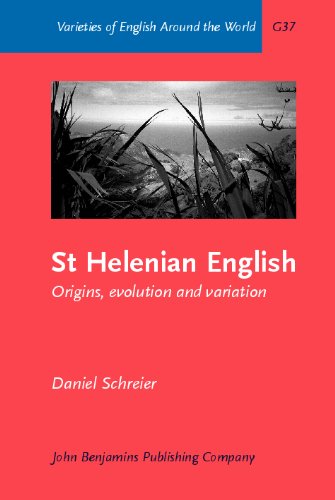 Varieties of English Around the World G37
St Helenian English
Origins, evolution and variation
Daniel Schreier
John Benjamins Publishing Company